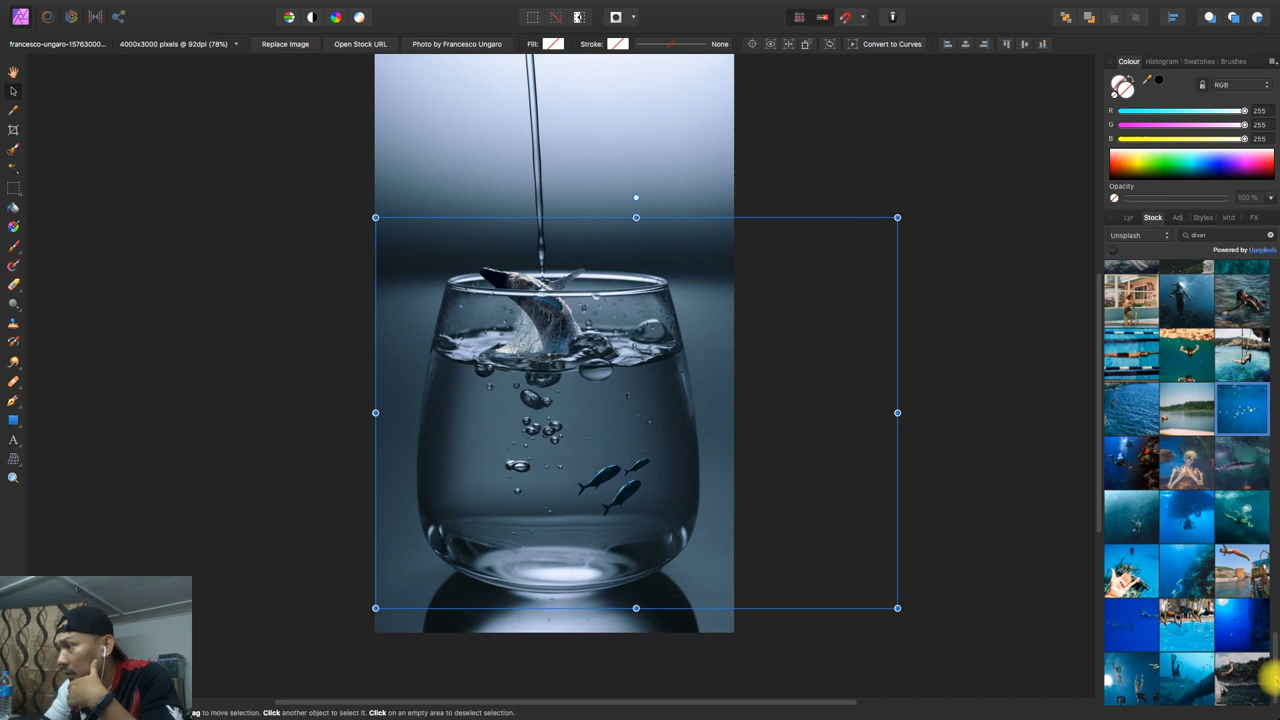 francesco-ungaro-15763000...
4000x3000 pixels @ 92dpi (78%)
Replace Image
Open Stock URL
Photo by Francesco Ungaro
Fill:
Stroke:
None
Convert to Curves
Colour
Histogram
Swatches
Brushes
RGB
R
255
G
255
B
255
Opacity
100 %
Lyr
Stock
Adj
Styles
Mtd
FX
Unsplash
diver
Powered by Unsplash
ag to move selection. Click another object to select it. Click on an empty area to deselect selection.